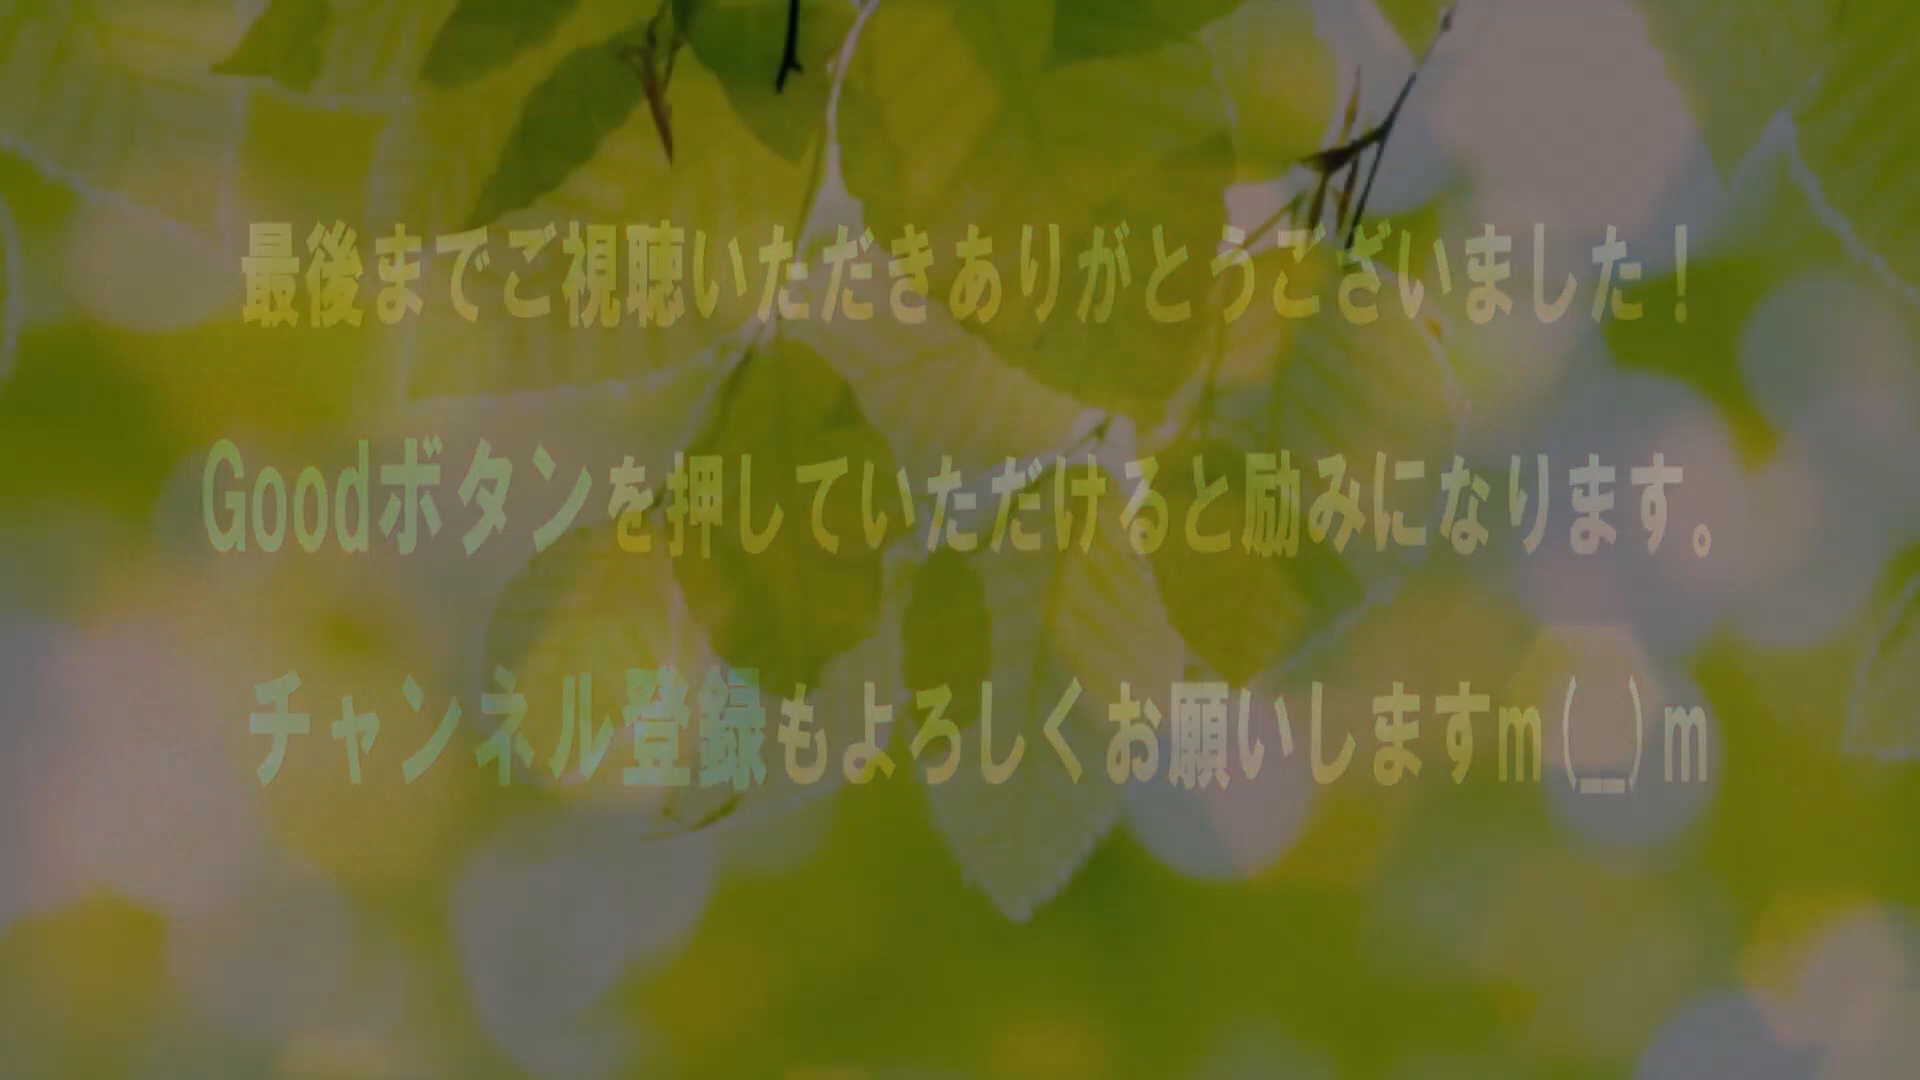 最後までご視聴いただきありがとうございました！
Goodボタンを押していただけると励みになります。
チャンネル登録もよろしくお願いしますm(__)m